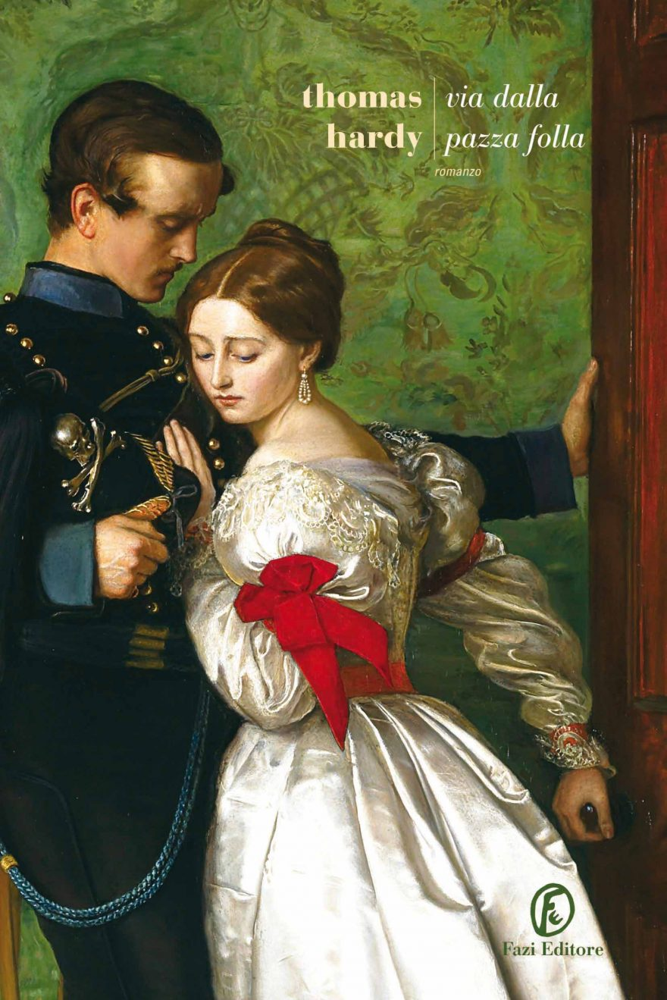 thomas
hardy
via dalla
pazza folla
romanzo
Fazi Editore